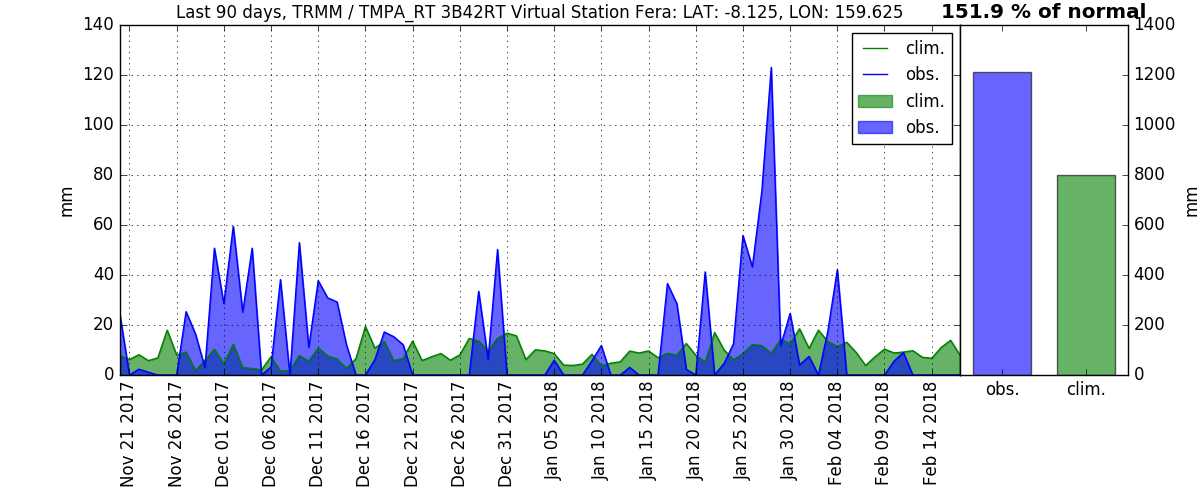 Last 90 days, TRMM / TMPA_RT 3B42RT Virtual Station Fera: LAT: -8.125, LON: 159.625
151.9 % of normal
140
120
100
80
60
40
20
0
mm
clim.
obs.
clim.
obs.
Nov 21 2017
Nov 26 2017
Dec 01 2017
Dec 06 2017
Dec 11 2017
Dec 16 2017
Dec 21 2017
Dec 26 2017
Dec 31 2017
Jan 05 2018
Jan 10 2018
Jan 15 2018
Jan 20 2018
Jan 25 2018
Jan 30 2018
Feb 04 2018
Feb 09 2018
Feb 14 2018
1400
1200
1000
800
600
400
200
0
mm
obs.
clim.